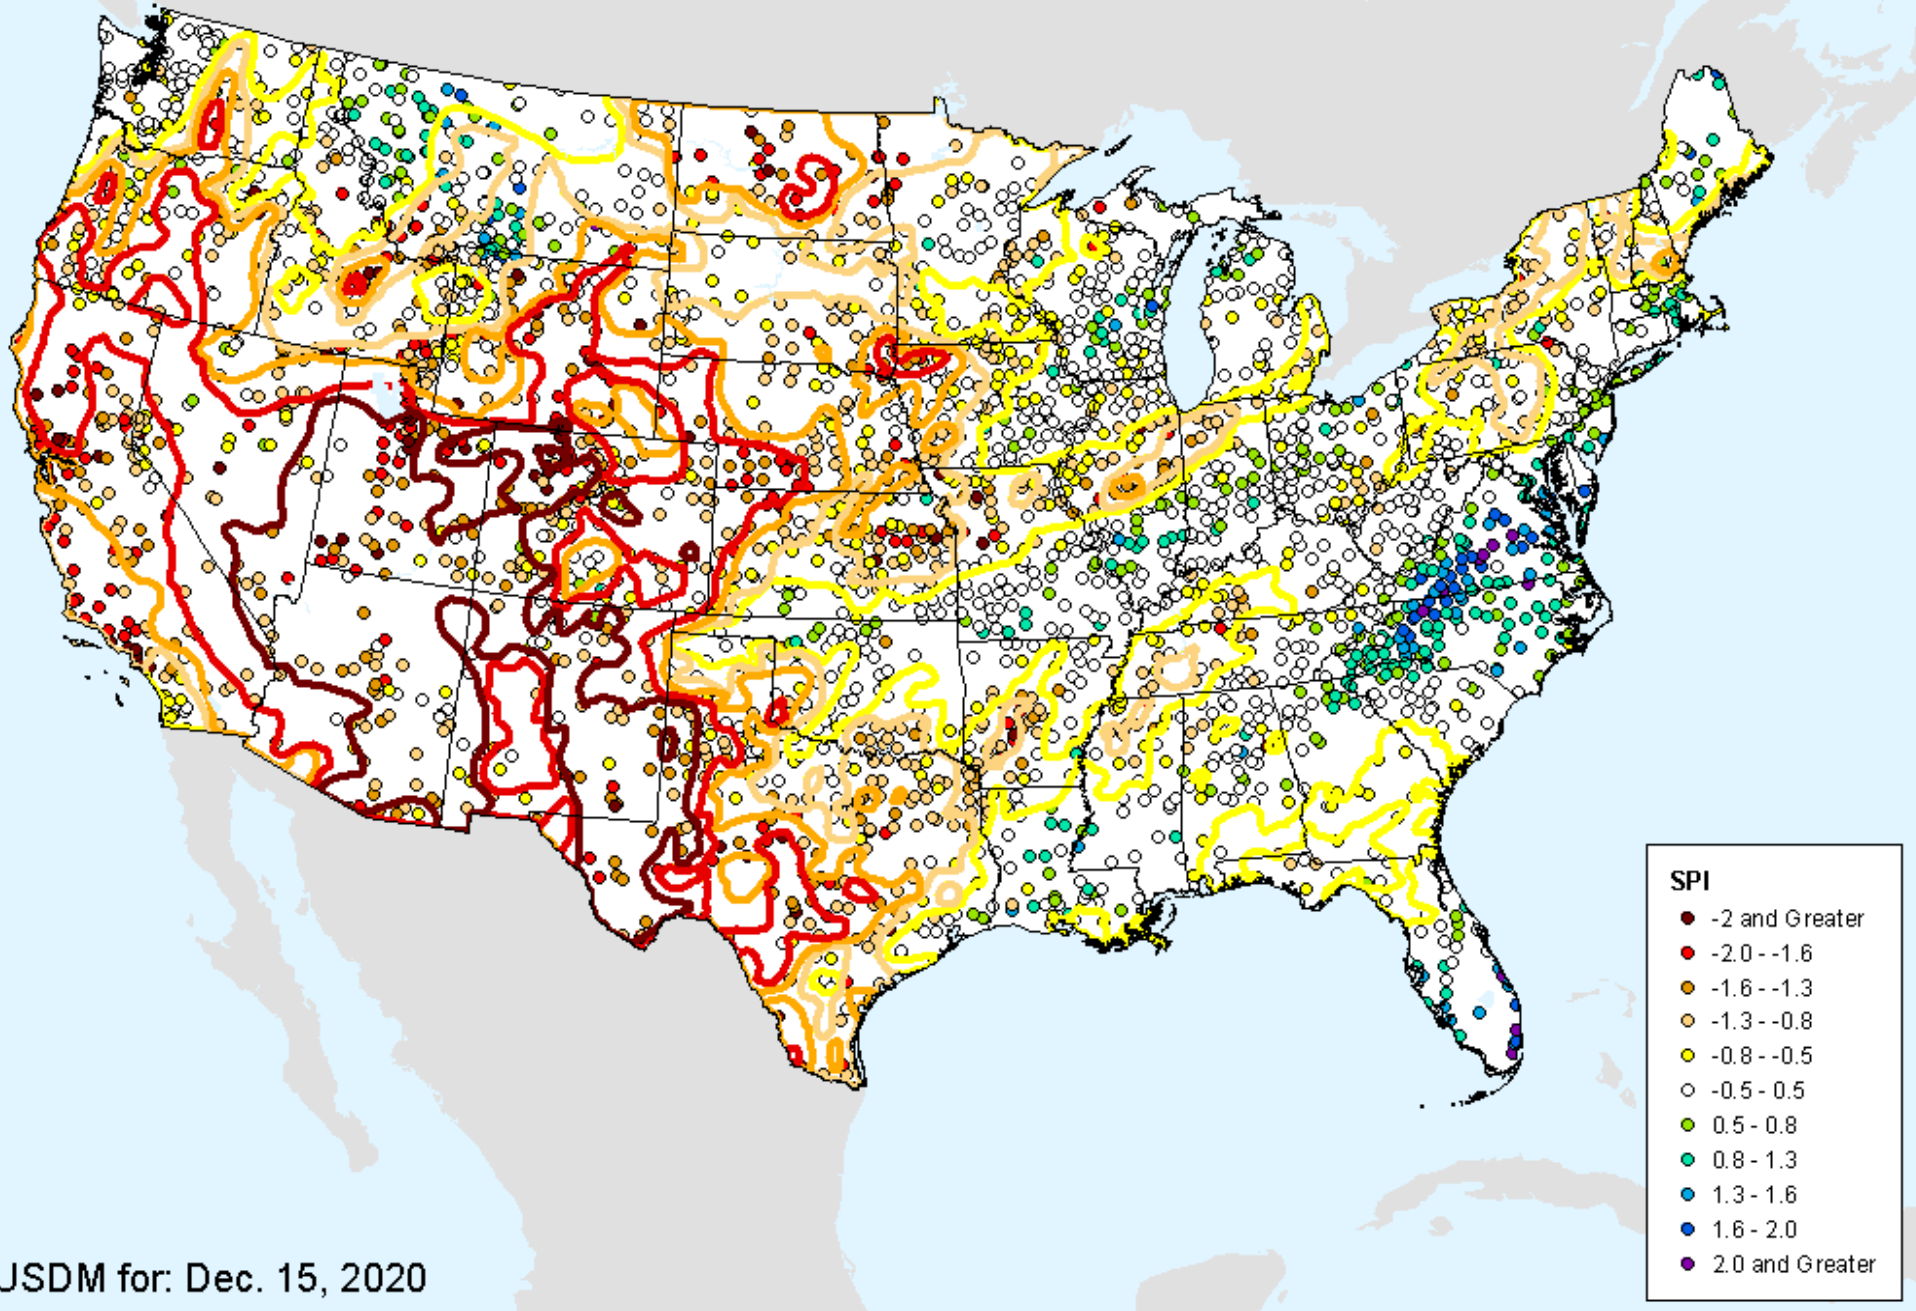 SPI
-2 and Greater
-2.0 - -1.6
-1.6 - -1.3
-1.3 - -0.8
-0.8 - -0.5
-0.5 - 0.5
0.5 - 0.8
0.8 - 1.3
1.3 - 1.6
1.6 - 2.0
2.0 and Greater
USDM for: Dec. 15, 2020